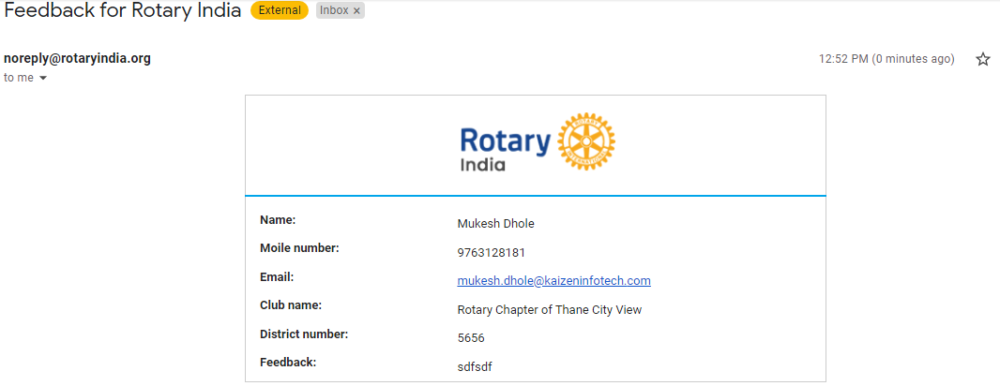 Feedback for Rotary India External Inbox ×
noreply@rotaryindia.org 12:52 PM (0 minutes ago)
to me
Rotary
India
ROTARY
INTERNATIONAL
Name: Mukesh Dhole
Moile number: 9763128181
Email: mukesh.dhole@kaizeninfotech.com
Club name: Rotary Chapter of Thane City View
District number: 5656
Feedback: sdfsdf